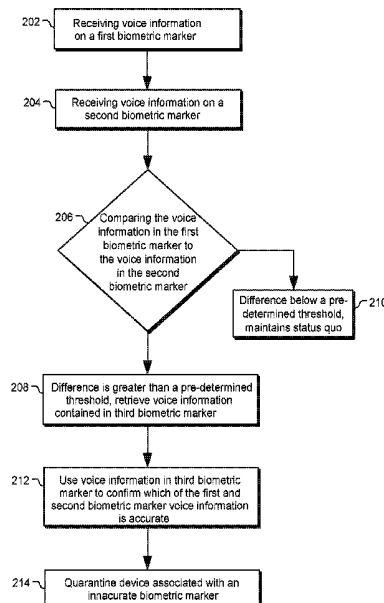 202
Receiving voice information
on a first biometric marker
204
Receiving voice information on a
second biometric marker
206
Comparing the voice
information in the first
biometric marker to
the voice information
in the second
biometric marker
Difference below a pre-
determined threshold,
maintains status quo
210
208
Difference is greater than a pre-determined
threshold, retrieve voice information
contained in third biometric marker
212
Use voice information in third biometric
marker to confirm which of the first and
second biometric marker voice information
is accurate
214
Quarantine device associated with an
innacurate biometric marker